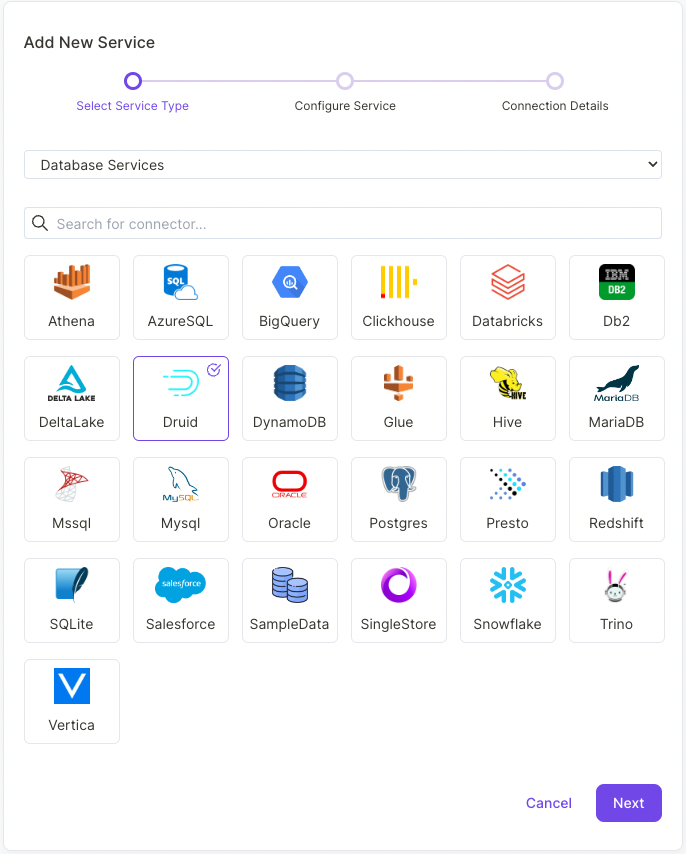 Add New Service
Select Service Type Configure Service Connection Details
Database Services
Search for connector...
SQL IBM DB2
Athena AzureSQL BigQuery Clickhouse Databricks Db2
DELTA LAKE HIVE MariaDB
DeltaLake Druid DynamoDB Glue Hive MariaDB
MySQL ORACLE
Mssql Mysql Oracle Postgres Presto Redshift
salesforce
SQLite Salesforce SampleData SingleStore Snowflake Trino
Vertica
Cancel Next